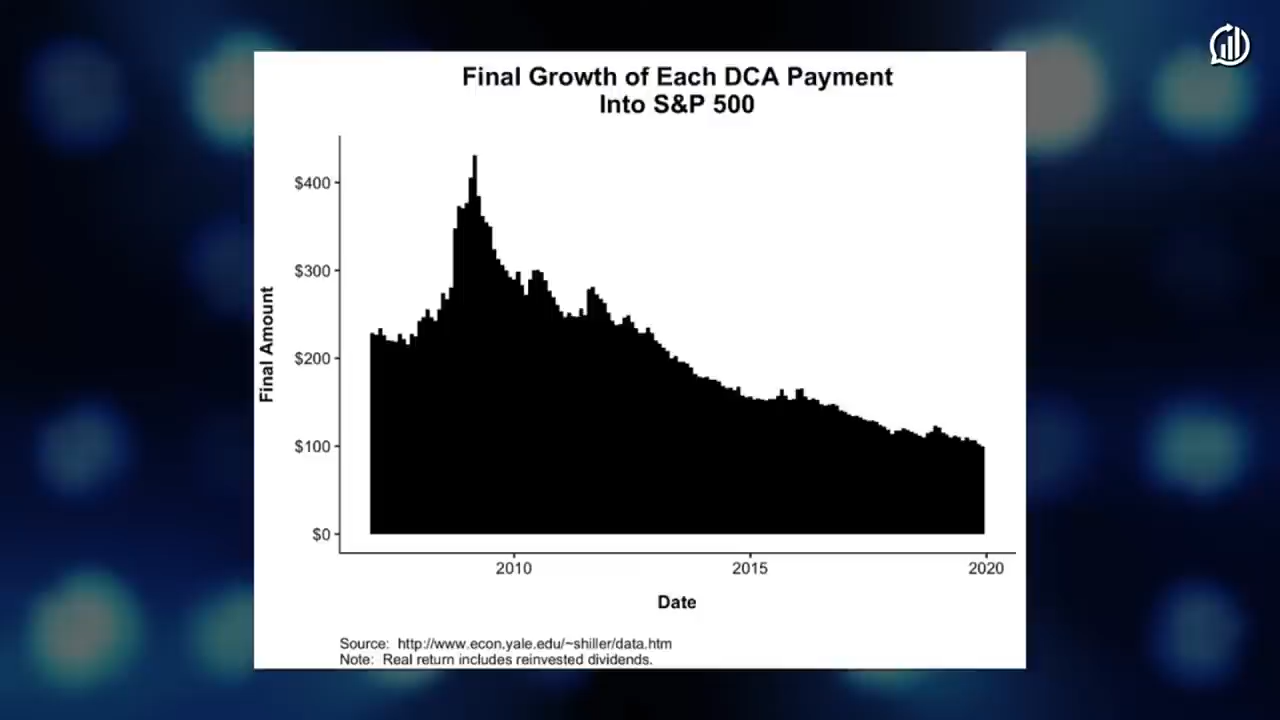 Final Growth of Each DCA Payment
Into S&P 500
$400
$300
$200
$100
$0
Final Amount
2010
2015
2020
Date
Source: http://www.econ.yale.edu/~shiller/data.htm
Note: Real return includes reinvested dividends.